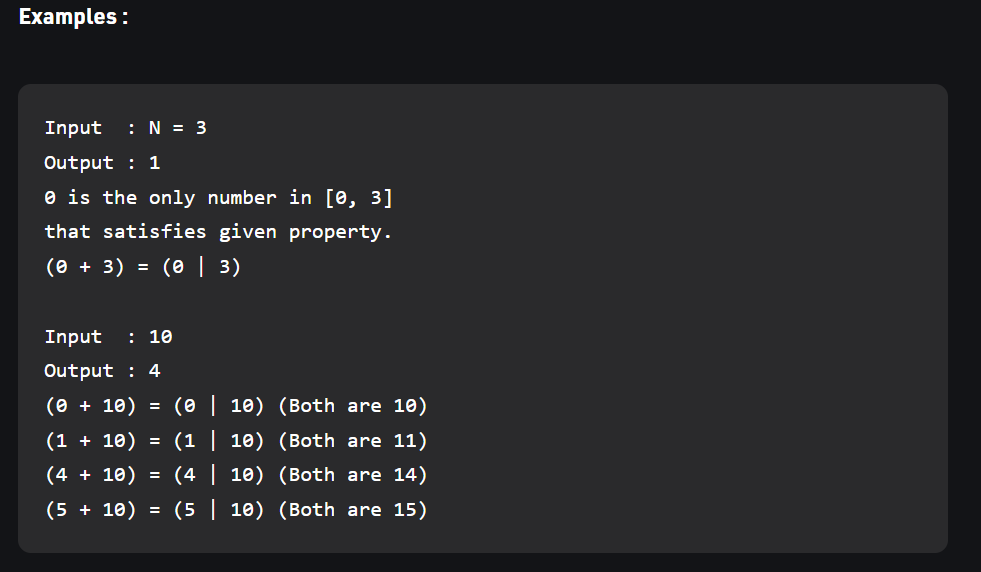 Examples :
Input  : N = 3
Output : 1
0 is the only number in [0, 3]
that satisfies given property.
(0 + 3) = (0 | 3)
Input  : 10
Output : 4
(0 + 10) = (0 | 10) (Both are 10)
(1 + 10) = (1 | 10) (Both are 11)
(4 + 10) = (4 | 10) (Both are 14)
(5 + 10) = (5 | 10) (Both are 15)